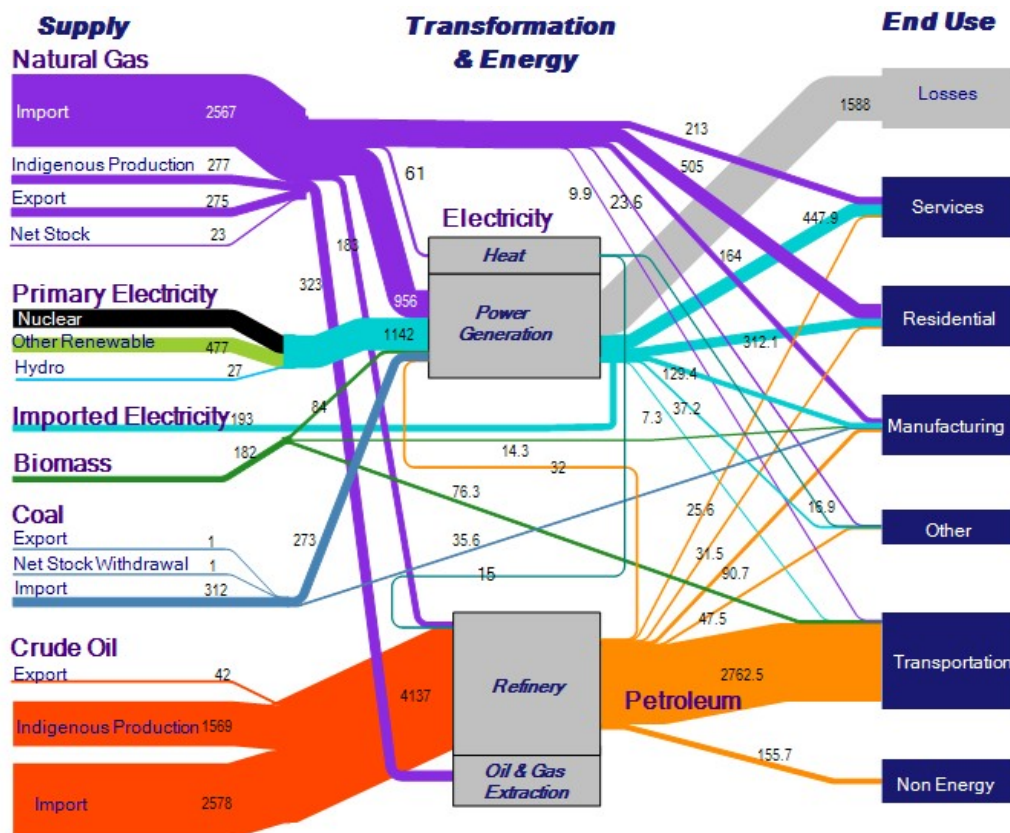 Supply
Transformation
& Energy
End Use
Natural Gas
Import 2567
Indigenous Production 277
Export 275
Net Stock 23
Primary Electricity
Nuclear
Other Renewable 477
Hydro 27
Imported Electricity 193
Biomass 182
Coal
Export 1
Net Stock Withdrawal 1
Import 312
Crude Oil
Export 42
Indigenous Production 1569
Import 2578
61
183
323
956
1142
84
273
4137
Electricity
Heat
Power
Generation
14.3
32
76.3
35.6
15
Refinery
Oil & Gas
Extraction
Petroleum
1588
213
505
9.9
23.6
447.9
164
312.1
129.4
37.2
7.3
16.9
25.6
31.5
90.7
47.5
2762.5
155.7
Losses
Services
Residential
Manufacturing
Other
Transportation
Non Energy